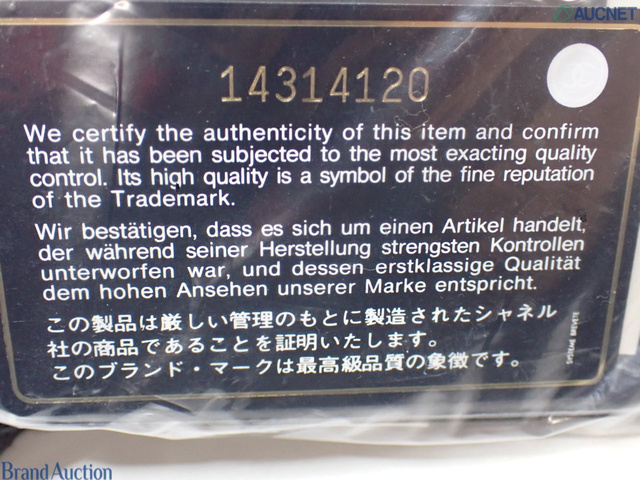 AUCNET
14314120
We certify the authenticity of this item and confirm
that it has been subjected to the most exacting quality
control. Its high quality is a symbol of the fine reputation
of the Trademark.
Wir bestätigen, dass es sich um einen Artikel handelt,
der während seiner Herstellung strengsten Kontrollen
unterworfen war, und dessen erstklassige Qualität
dem hohen Ansehen unserer Marke entspricht.
この製品は厳しい管理のもとに製造されたシャネル
社の商品であることを証明いたします。
このブランド・マークは最高級品質の象徴です。
SYSTEME BREVETE
BrandAuction